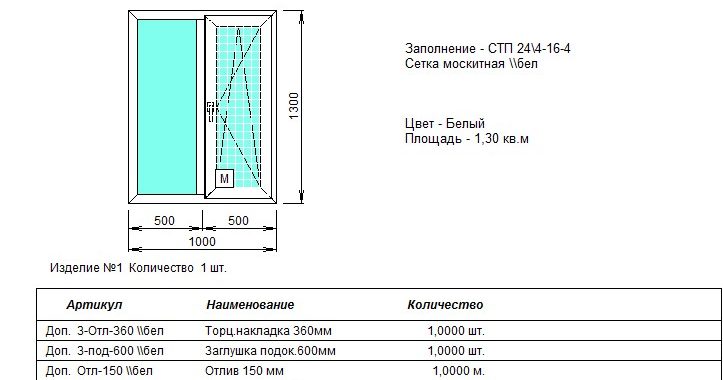 Заполнение - СТП 24\4-16-4
Сетка москитная \\бел
1300
Цвет - Белый
Площадь - 1,30 кв.м
М
500 500
1000
Изделие №1 Количество 1 шт.
Артикул Наименование Количество
Доп. 3-Отл-360 \\бел Торц.накладка 360мм 1,0000 шт.
Доп. 3-под-600 \\бел Заглушка подок.600мм 1,0000 шт.
Доп. Отл-150 \\бел Отлив 150 мм 1,0000 м.